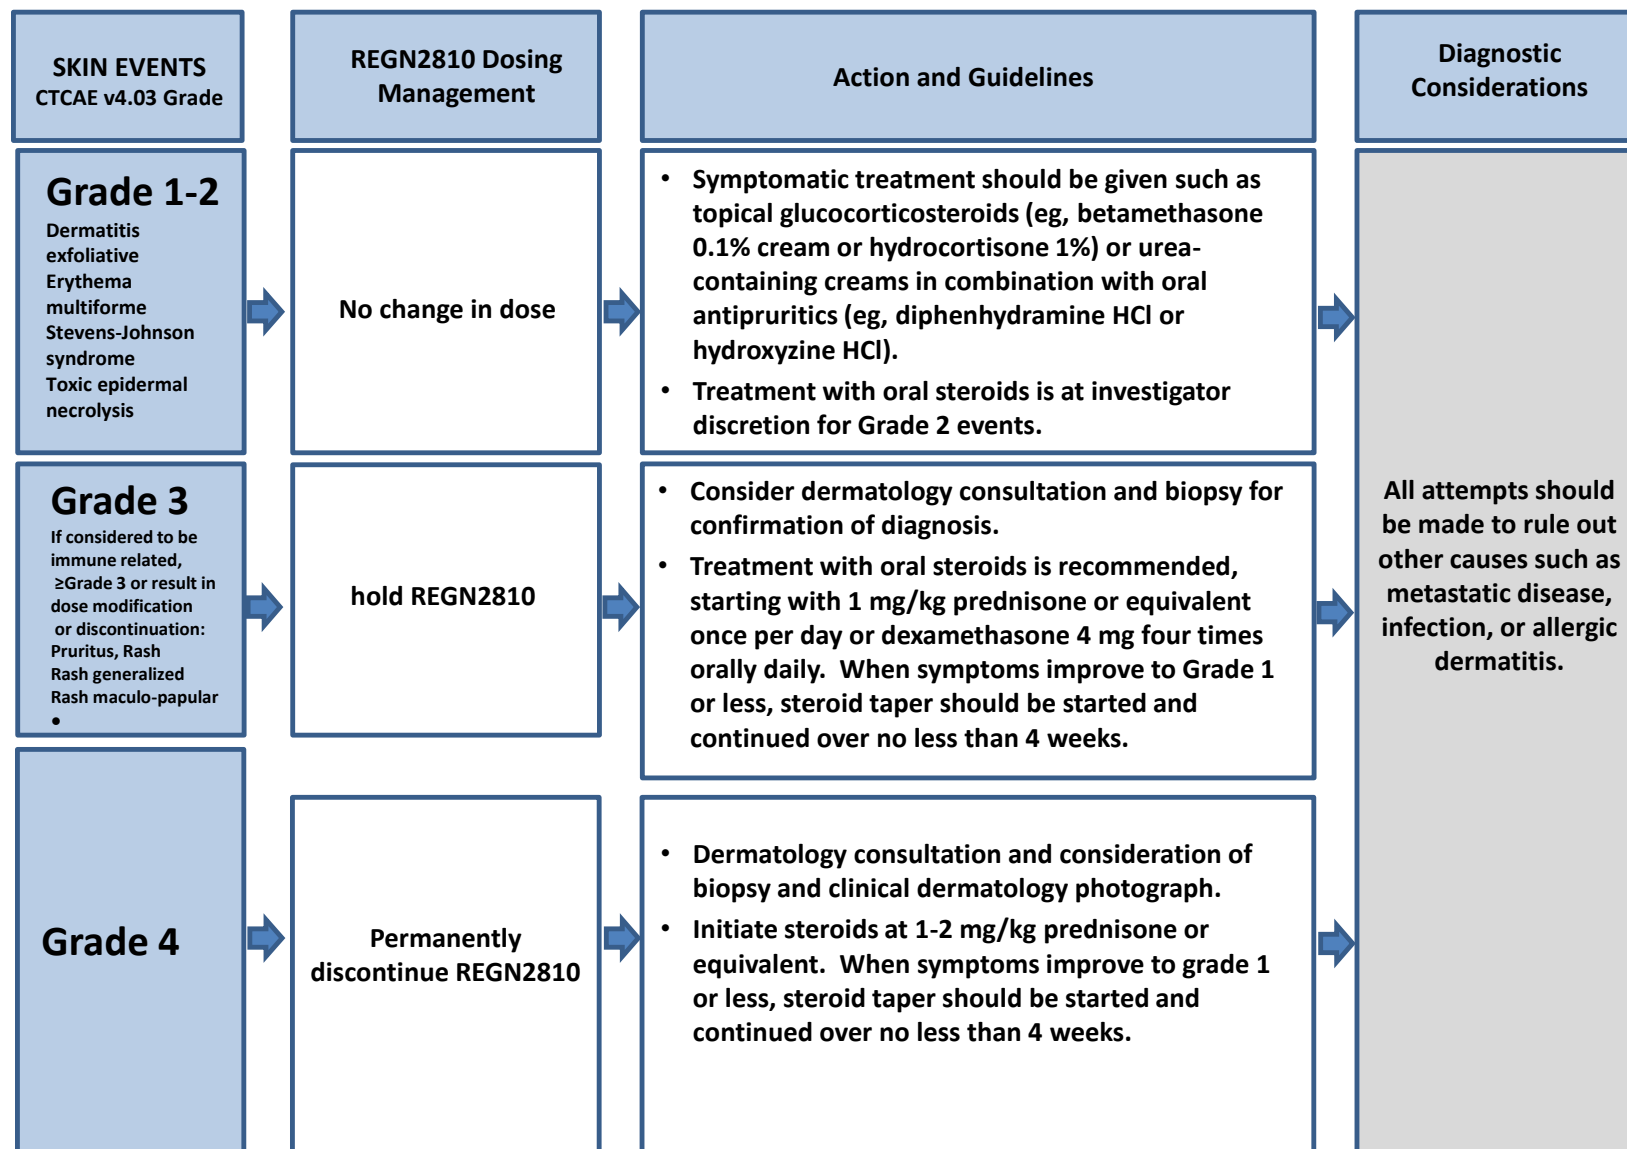 SKIN EVENTS
CTCAE v4.03 Grade
REGN2810 Dosing
Management
Action and Guidelines
Diagnostic
Considerations
Grade 1-2
Dermatitis
exfoliative
Erythema
multiforme
Stevens-Johnson
syndrome
Toxic epidermal
necrolysis
No change in dose
• Symptomatic treatment should be given such as
topical glucocorticosteroids (eg, betamethasone
0.1% cream or hydrocortisone 1%) or urea-
containing creams in combination with oral
antipruritics (eg, diphenhydramine HCl or
hydroxyzine HCl).
• Treatment with oral steroids is at investigator
discretion for Grade 2 events.
Grade 3
If considered to be
immune related,
≥Grade 3 or result in
dose modification
or discontinuation:
Pruritus, Rash
Rash generalized
Rash maculo-papular
•
hold REGN2810
• Consider dermatology consultation and biopsy for
confirmation of diagnosis.
• Treatment with oral steroids is recommended,
starting with 1 mg/kg prednisone or equivalent
once per day or dexamethasone 4 mg four times
orally daily.  When symptoms improve to Grade 1
or less, steroid taper should be started and
continued over no less than 4 weeks.
Grade 4
Permanently
discontinue REGN2810
• Dermatology consultation and consideration of
biopsy and clinical dermatology photograph.
• Initiate steroids at 1-2 mg/kg prednisone or
equivalent.  When symptoms improve to grade 1
or less, steroid taper should be started and
continued over no less than 4 weeks.
All attempts should
be made to rule out
other causes such as
metastatic disease,
infection, or allergic
dermatitis.